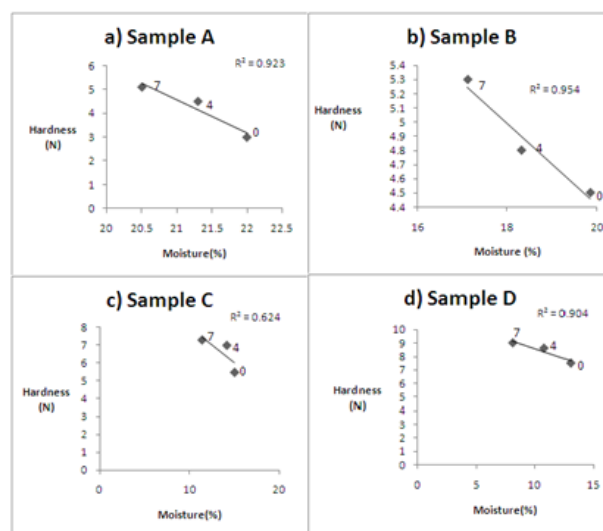 a) Sample A
R² = 0.923
6
5
4
3
2
1
0
Hardness
(N)
7
4
0
20 20.5 21 21.5 22 22.5
Moisture(%)
b) Sample B
R² = 0.954
5.4
5.3
5.2
5.1
5
4.9
4.8
4.7
4.6
4.5
4.4
Hardness
(N)
7
4
0
16 18 20
Moisture (%)
c) Sample C
R² = 0.624
8
7
6
5
4
3
2
1
0
Hardness
(N)
7
4
0
0 10 20
Moisture(%)
d) Sample D
R² = 0.904
10
9
8
7
6
5
4
3
2
1
0
Hardness
(N)
7
4
0
0 5 10 15
Moisture(%)